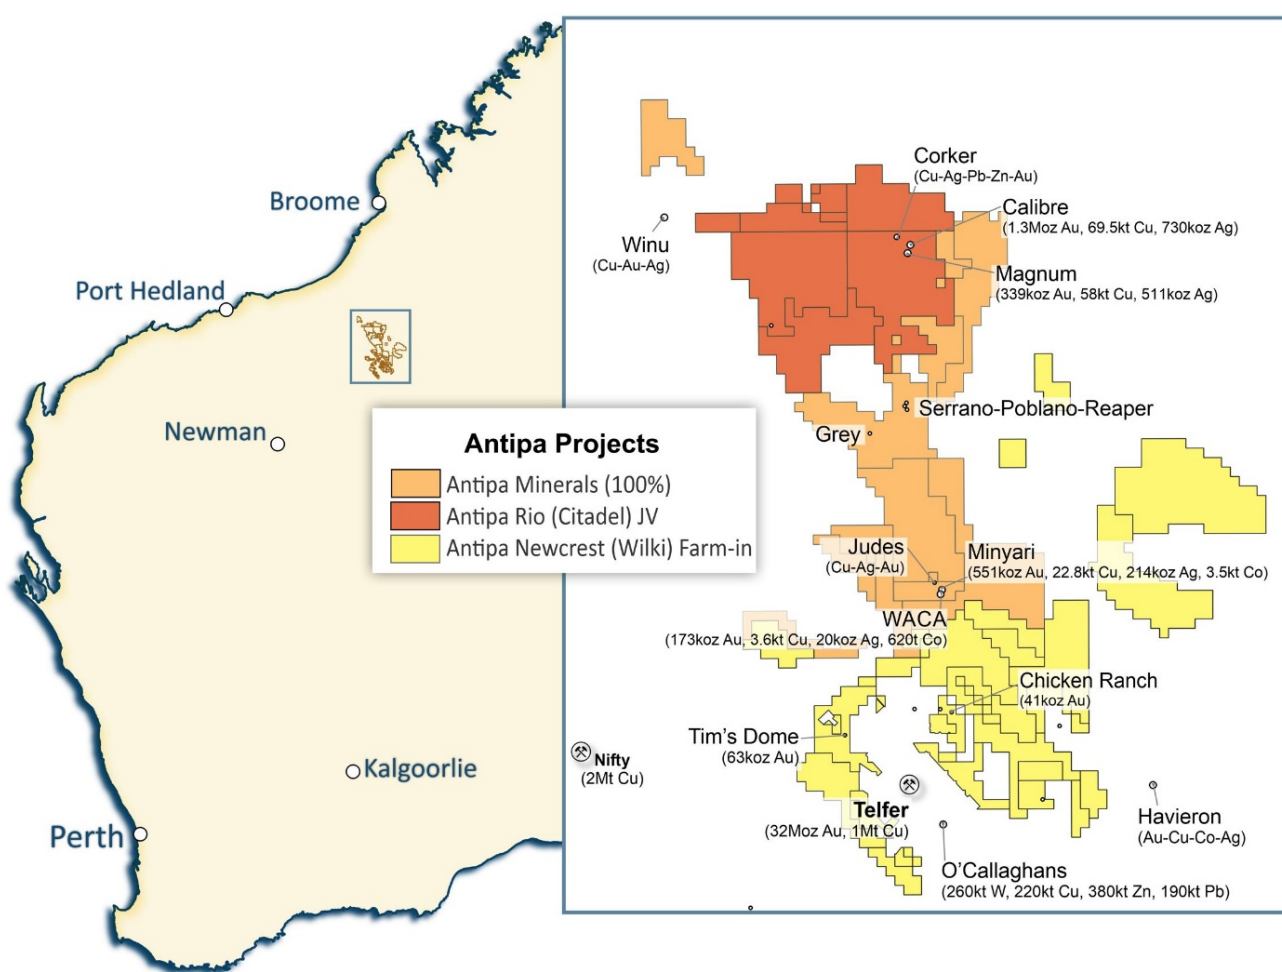 Broome
Port Hedland
Newman
Kalgoorlie
Perth
Antipa Projects
Antipa Minerals (100%)
Antipa Rio (Citadel) JV
Antipa Newcrest (Wilki) Farm-in
Corker
(Cu-Ag-Pb-Zn-Au)
Calibre
(1.3Moz Au, 69.5kt Cu, 730koz Ag)
Winu
(Cu-Au-Ag)
Magnum
(339koz Au, 58kt Cu, 511koz Ag)
Serrano-Poblano-Reaper
Grey
Judes
(Cu-Ag-Au)
Minyari
(551koz Au, 22.8kt Cu, 214koz Ag, 3.5kt Co)
WACA
(173koz Au, 3.6kt Cu, 20koz Ag, 620t Co)
Chicken Ranch
(41koz Au)
Tim's Dome
(63koz Au)
Nifty
(2Mt Cu)
Telfer
(32Moz Au, 1Mt Cu)
Havieron
(Au-Cu-Co-Ag)
O'Callaghans
(260kt W, 220kt Cu, 380kt Zn, 190kt Pb)